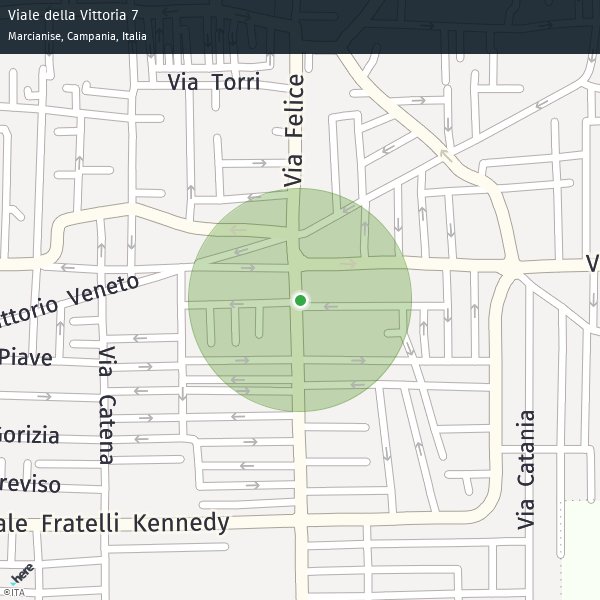 Viale della Vittoria 7
Marcianise, Campania, Italia
Via Torri
Via Felice
V
ittorio Veneto
Piave
Via Catena
Gorizia
Via Catania
reviso
ale Fratelli Kennedy
here
©ITA